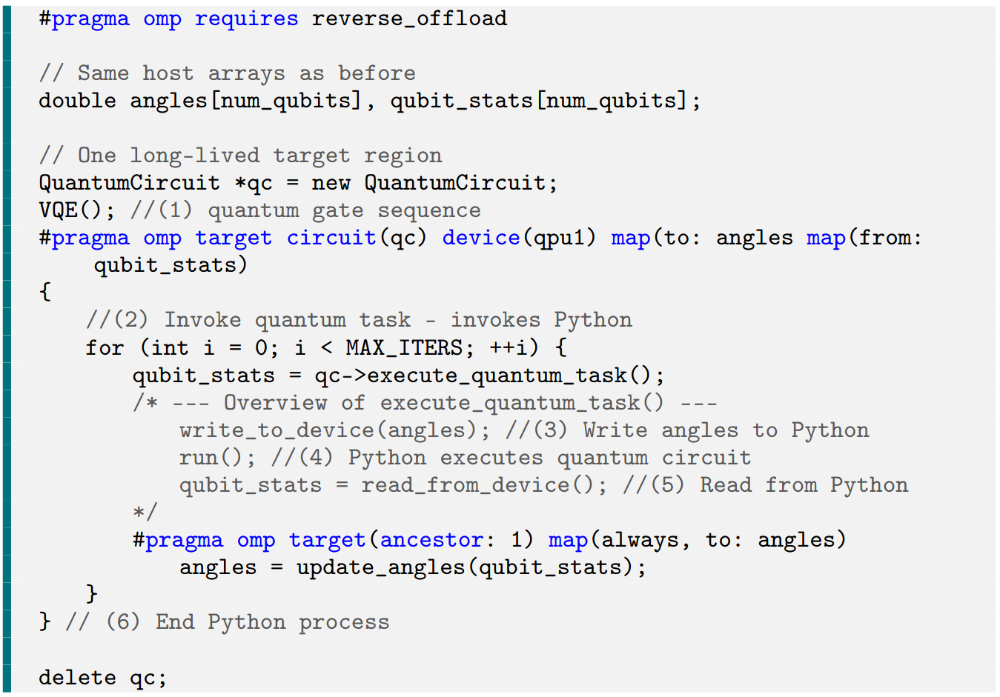 #pragma omp requires reverse_offload
// Same host arrays as before
double angles[num_qubits], qubit_stats[num_qubits];
// One long-lived target region
QuantumCircuit *qc = new QuantumCircuit;
VQE(); //(1) quantum gate sequence
#pragma omp target circuit(qc) device(qpu1) map(to: angles map(from:
qubit_stats)
{
//(2) Invoke quantum task - invokes Python
for (int i = 0; i < MAX_ITERS; ++i) {
qubit_stats = qc->execute_quantum_task();
/* --- Overview of execute_quantum_task() ---
write_to_device(angles); //(3) Write angles to Python
run(); //(4) Python executes quantum circuit
qubit_stats = read_from_device(); //(5) Read from Python
*/
#pragma omp target(ancestor: 1) map(always, to: angles)
angles = update_angles(qubit_stats);
}
} // (6) End Python process
delete qc;